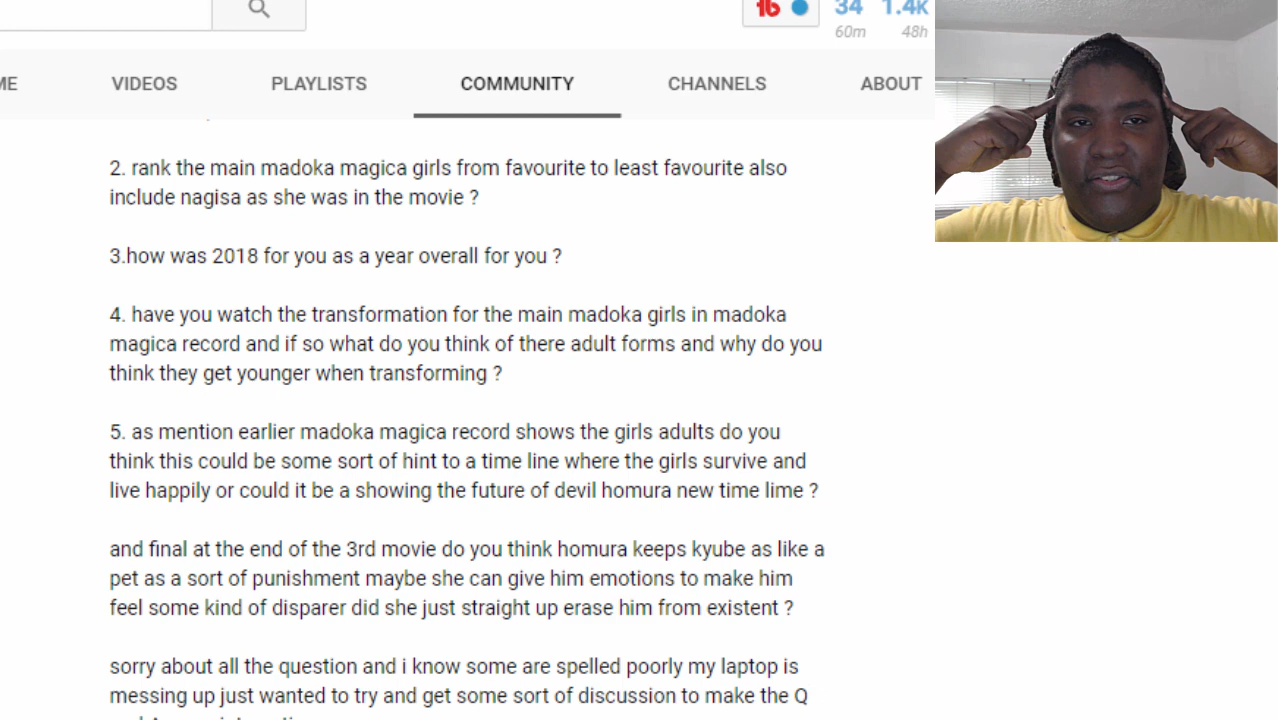 34 1.4K
60m 48h
ME VIDEOS PLAYLISTS COMMUNITY CHANNELS ABOUT
2. rank the main madoka magica girls from favourite to least favourite also
include nagisa as she was in the movie ?
3.how was 2018 for you as a year overall for you ?
4. have you watch the transformation for the main madoka girls in madoka
magica record and if so what do you think of there adult forms and why do you
think they get younger when transforming ?
5. as mention earlier madoka magica record shows the girls adults do you
think this could be some sort of hint to a time line where the girls survive and
live happily or could it be a showing the future of devil homura new time lime ?
and final at the end of the 3rd movie do you think homura keeps kyube as like a
pet as a sort of punishment maybe she can give him emotions to make him
feel some kind of disparer did she just straight up erase him from existent ?
sorry about all the question and i know some are spelled poorly my laptop is
messing up just wanted to try and get some sort of discussion to make the Q